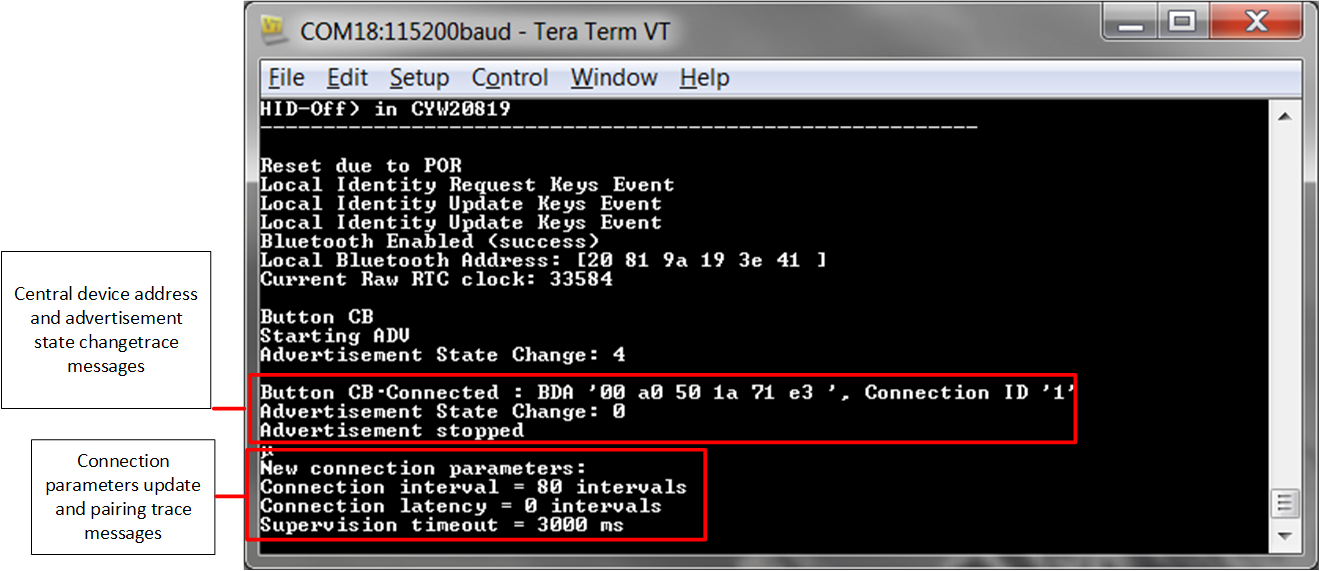 COM18:115200baud - Tera Term VT
File Edit Setup Control Window Help
HID-Off> in CYW20819
----------------------------------------------------------
Reset due to POR
Local Identity Request Keys Event
Local Identity Update Keys Event
Local Identity Update Keys Event
Bluetooth Enabled (success)
Local Bluetooth Address: [20 81 9a 19 3e 41 ]
Current Raw RTC clock: 33584
Button CB
Starting ADV
Advertisement State Change: 4
Button CB·Connected : BDA '00 a0 50 1a 71 e3 ', Connection ID '1'
Advertisement State Change: 0
Advertisement stopped
µ
New connection parameters:
Connection interval = 80 intervals
Connection latency = 0 intervals
Supervision timeout = 3000 ms
Central device address
and advertisement
state changetrace
messages
Connection
parameters update
and pairing trace
messages